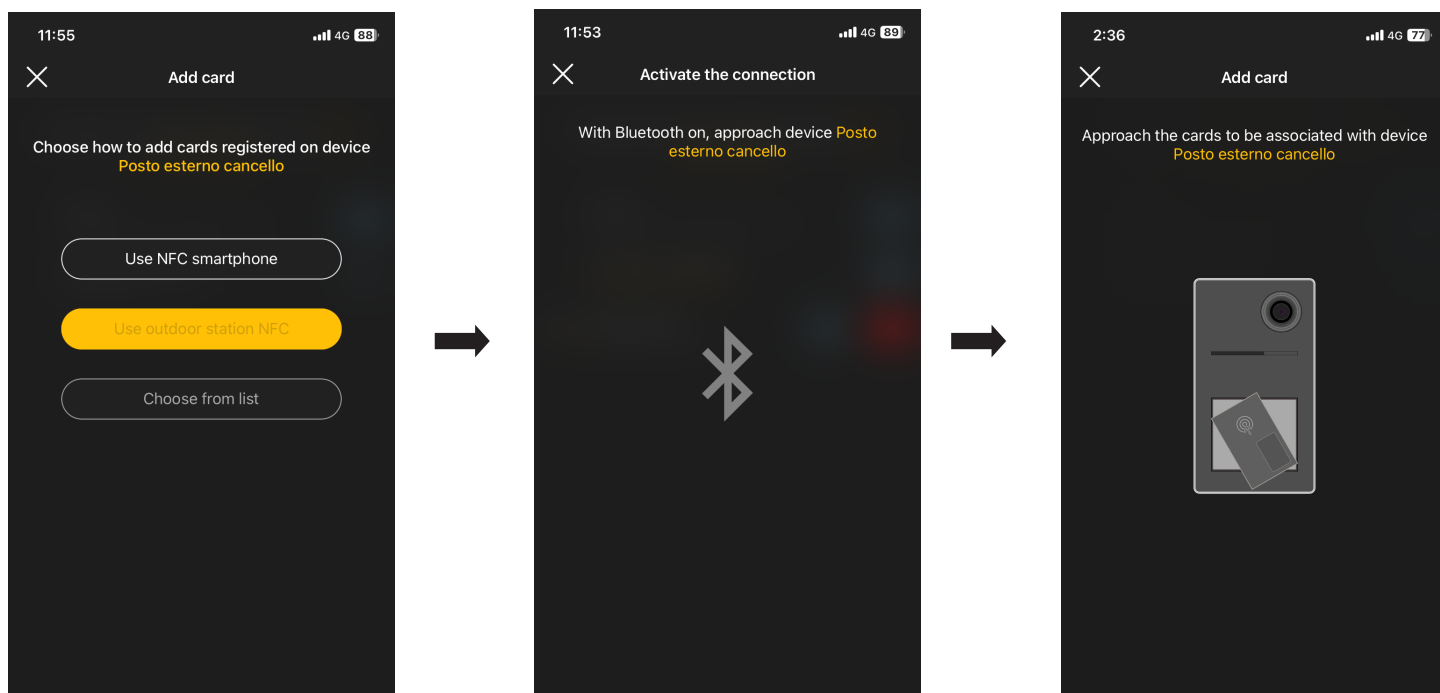 11:55
4G 88
Add card
Choose how to add cards registered on device
Posto esterno cancello
Use NFC smartphone
Use outdoor station NFC
Choose from list
11:53
4G 89
Activate the connection
With Bluetooth on, approach device Posto
esterno cancello
2:36
4G 77
Add card
Approach the cards to be associated with device
Posto esterno cancello